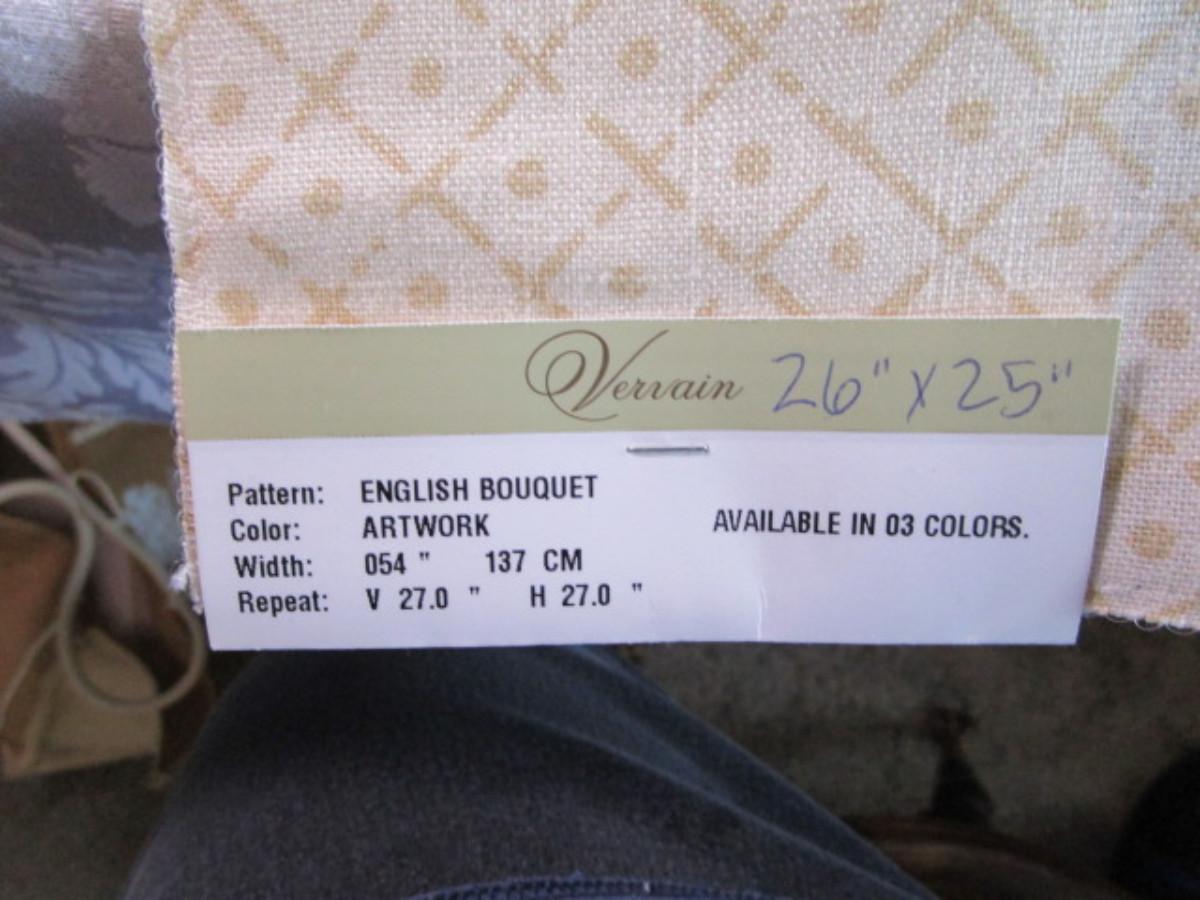 Vervain 26" x 25"
Pattern: ENGLISH BOUQUET
Color: ARTWORK
AVAILABLE IN 03 COLORS.
Width: 054 " 137 CM
Repeat: V 27.0 " H 27.0 "